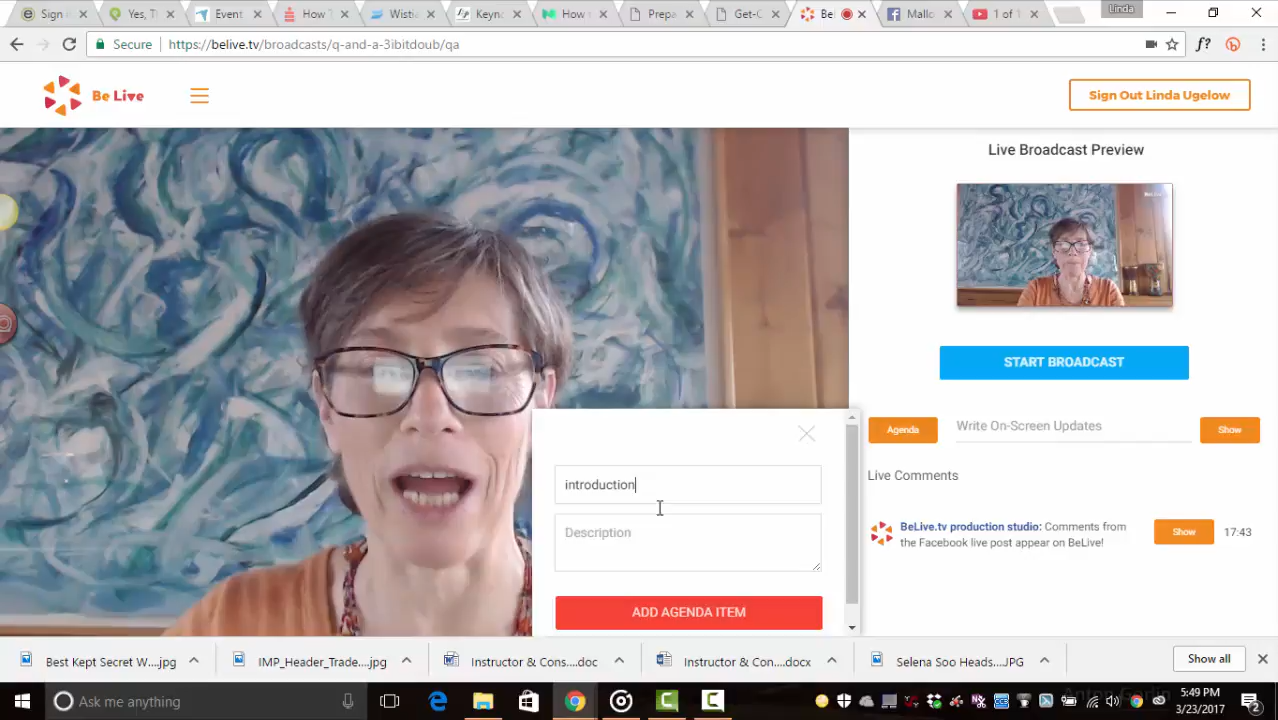 Sign I
Yes, T
Event
How T
Wistia
Keyno
How t
Prepa
Get-C
Be
Mallo
1 of 1
Linda
Secure
https://belive.tv/broadcasts/q-and-a-3ibitdoub/qa
f?
Be Live
Sign Out Linda Ugelow
Live Broadcast Preview
START BROADCAST
Agenda
Write On-Screen Updates
Show
Live Comments
BeLive.tv production studio: Comments from
the Facebook live post appear on BeLive!
Show
17:43
introduction
Description
ADD AGENDA ITEM
Best Kept Secret W....jpg
IMP_Header_Trade....jpg
Instructor & Cons....doc
Instructor & Con....docx
Selena Soo Heads....JPG
Show all
Ask me anything
5:49 PM
3/23/2017